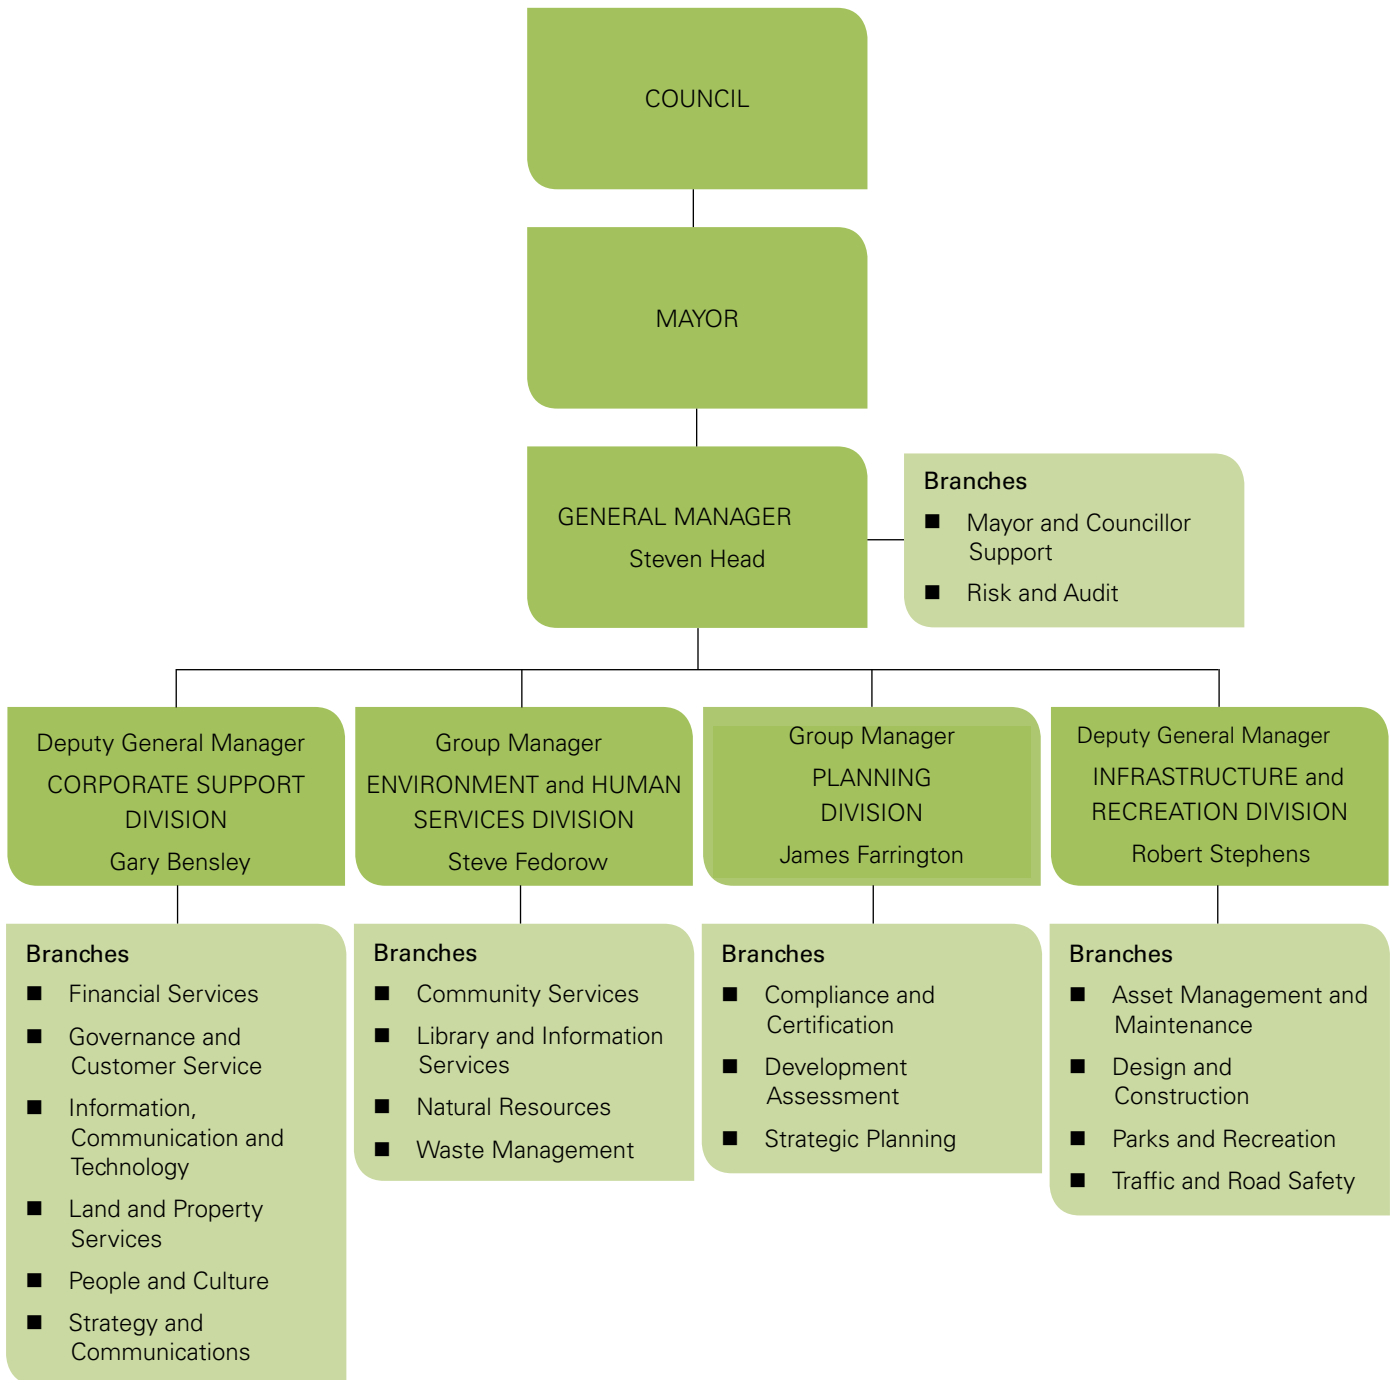 COUNCIL
MAYOR
GENERAL MANAGER
Steven Head
Branches
■ Mayor and Councillor
Support
■ Risk and Audit
Deputy General Manager
CORPORATE SUPPORT
DIVISION
Gary Bensley
Group Manager
ENVIRONMENT and HUMAN
SERVICES DIVISION
Steve Fedorow
Group Manager
PLANNING
DIVISION
James Farrington
Deputy General Manager
INFRASTRUCTURE and
RECREATION DIVISION
Robert Stephens
Branches
■ Financial Services
■ Governance and
Customer Service
■ Information,
Communication and
Technology
■ Land and Property
Services
■ People and Culture
■ Strategy and
Communications
Branches
■ Community Services
■ Library and Information
Services
■ Natural Resources
■ Waste Management
Branches
■ Compliance and
Certification
■ Development
Assessment
■ Strategic Planning
Branches
■ Asset Management and
Maintenance
■ Design and
Construction
■ Parks and Recreation
■ Traffic and Road Safety